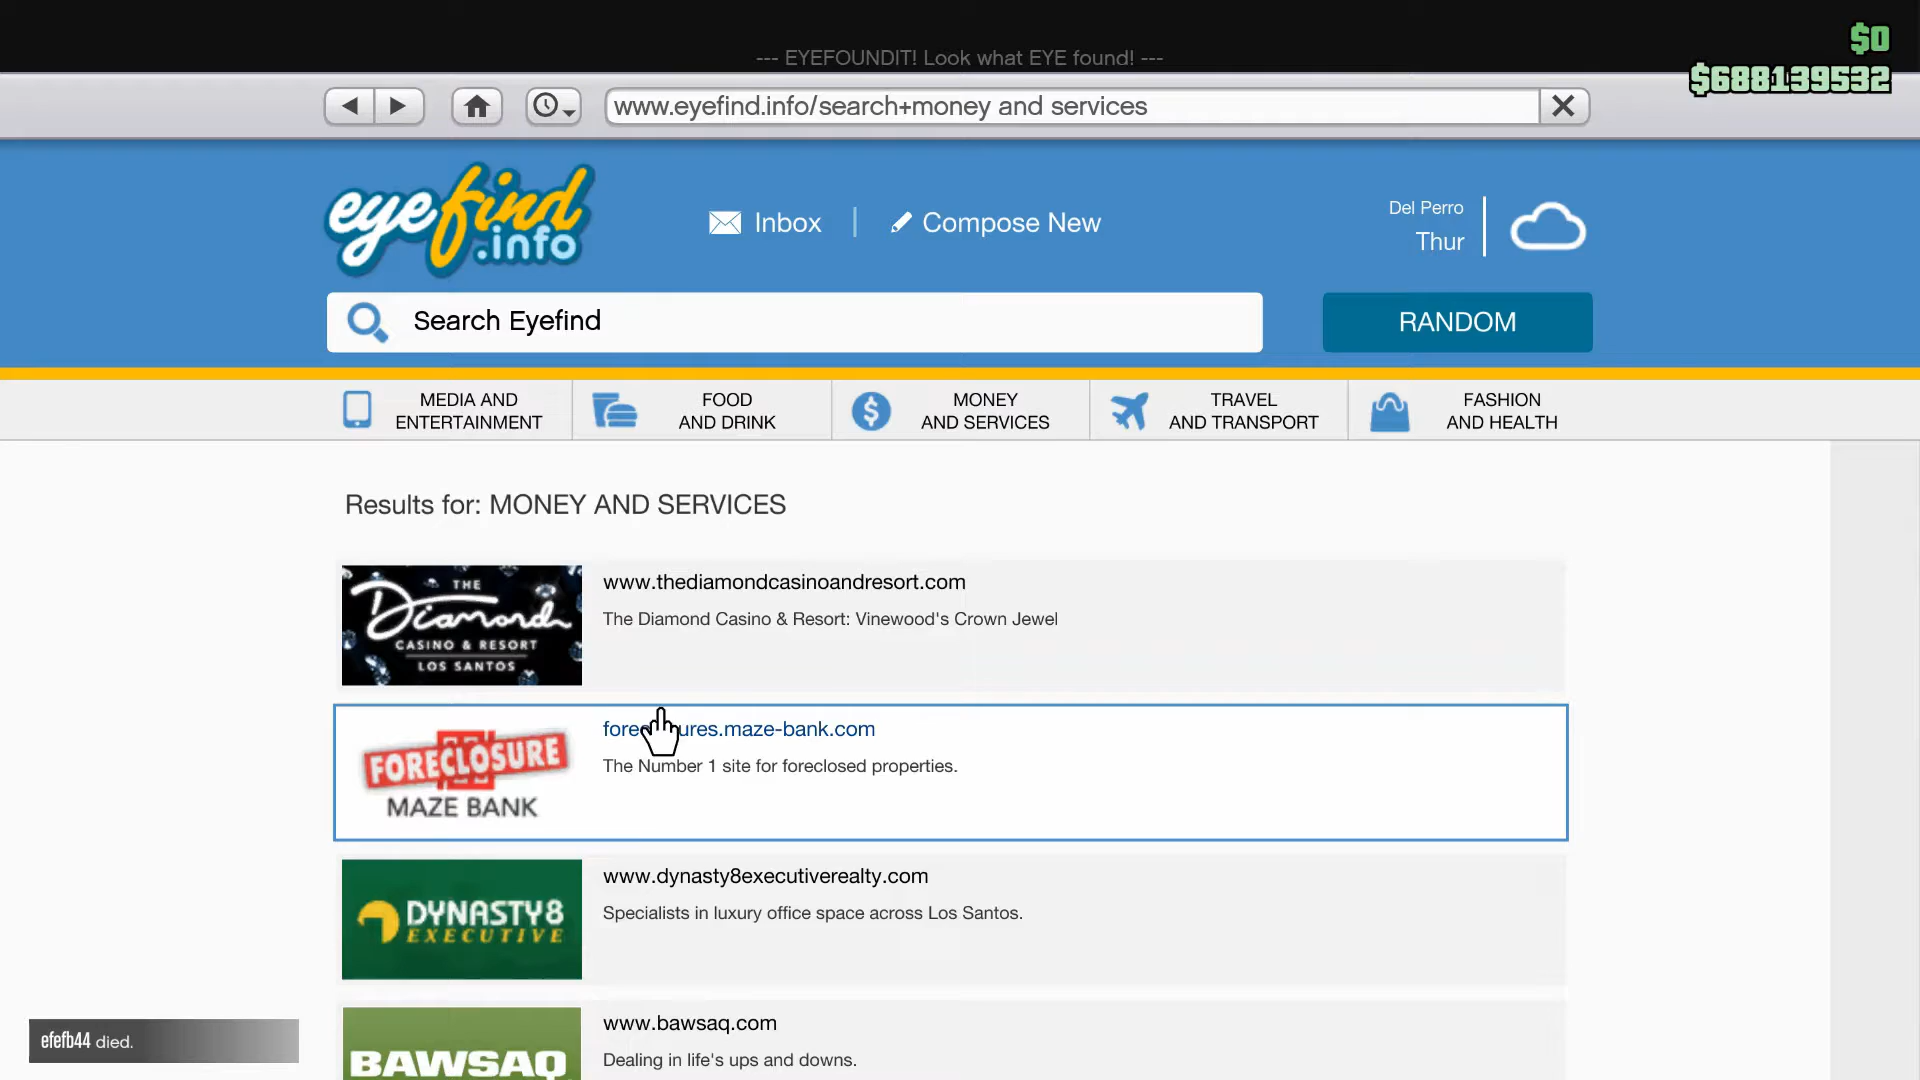 --- EYEFOUNDIT! Look what EYE found! ---
$0
$688139532
www.eyefind.info/search+money and services
eyefind
.info
Inbox
Compose New
Del Perro
Thur
Search Eyefind
RANDOM
MEDIA AND
ENTERTAINMENT
FOOD
AND DRINK
MONEY
AND SERVICES
TRAVEL
AND TRANSPORT
FASHION
AND HEALTH
Results for: MONEY AND SERVICES
THE
Diamond
CASINO & RESORT
LOS SANTOS
www.thediamondcasinoandresort.com
The Diamond Casino & Resort: Vinewood's Crown Jewel
FORECLOSURE
MAZE BANK
foreclosures.maze-bank.com
The Number 1 site for foreclosed properties.
DYNASTY8
EXECUTIVE
www.dynasty8executiverealty.com
Specialists in luxury office space across Los Santos.
BAWSAQ
www.bawsaq.com
Dealing in life's ups and downs.
efefb44 died.